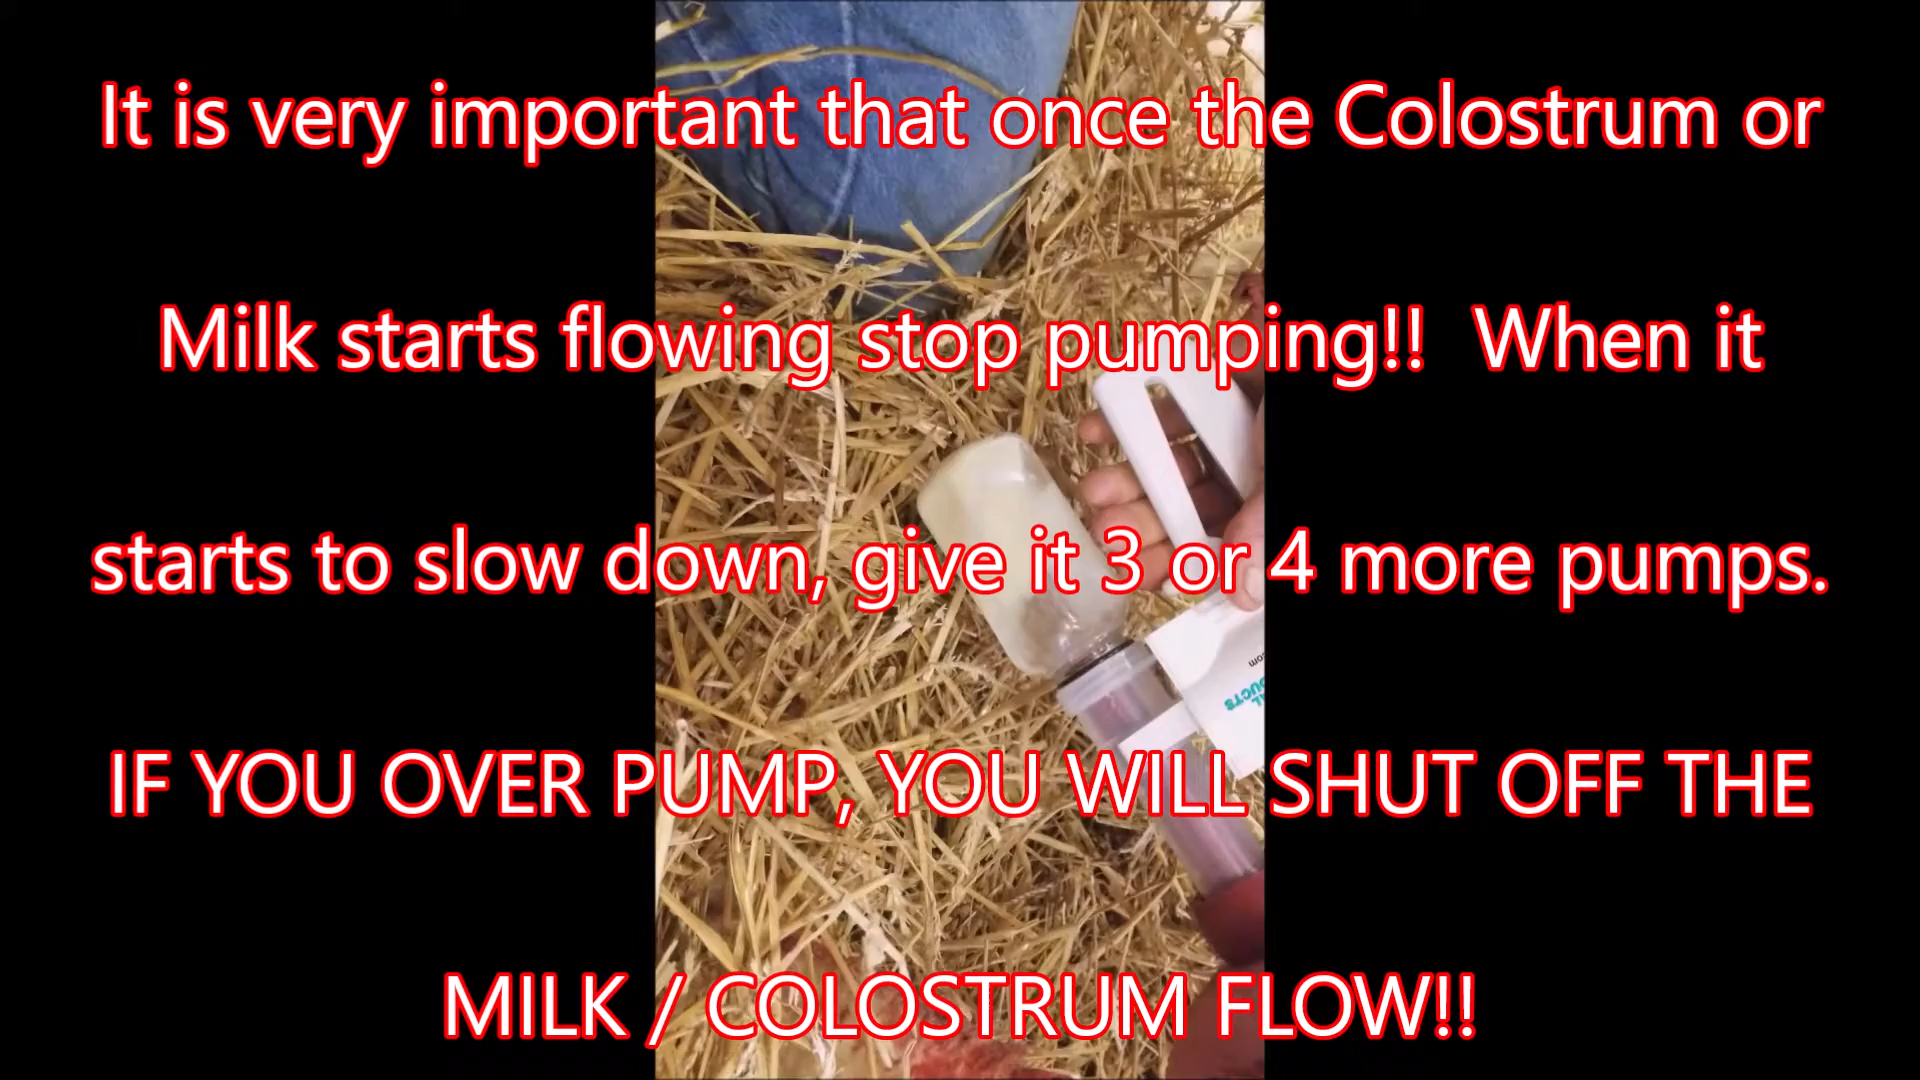 It is very important that once the Colostrum or
Milk starts flowing stop pumping!!  When it
starts to slow down, give it 3 or 4 more pumps.
IF YOU OVER PUMP, YOU WILL SHUT OFF THE
MILK / COLOSTRUM FLOW!!